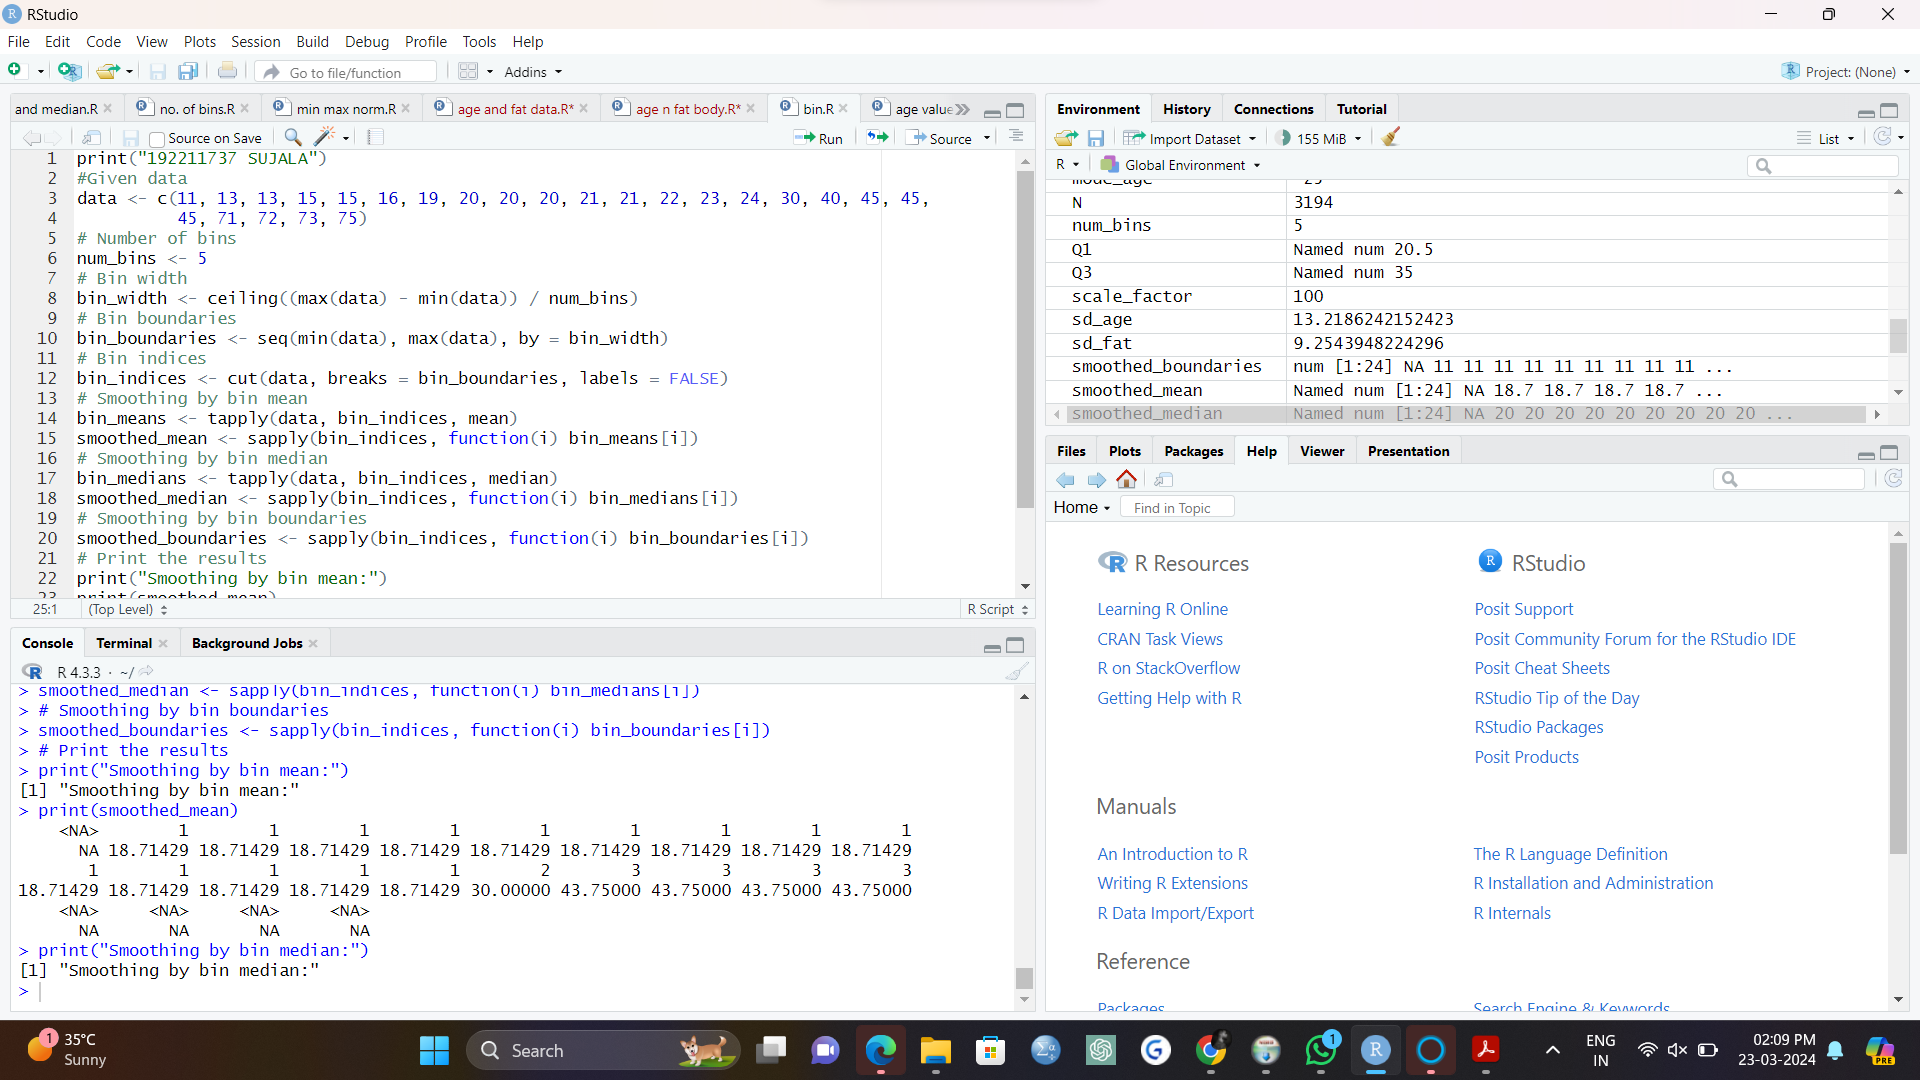 RStudio
File Edit Code View Plots Session Build Debug Profile Tools Help
Go to file/function Addins Project: (None)
and median.R no. of bins.R min max norm.R age and fat data.R* age n fat body.R* bin.R age value
Source on Save Run Source
1 print("192211737 SUJALA")
2 #Given data
3 data <- c(11, 13, 13, 15, 15, 16, 19, 20, 20, 20, 21, 21, 22, 23, 24, 30, 40, 45, 45,
4 45, 71, 72, 73, 75)
5 # Number of bins
6 num_bins <- 5
7 # Bin width
8 bin_width <- ceiling((max(data) - min(data)) / num_bins)
9 # Bin boundaries
10 bin_boundaries <- seq(min(data), max(data), by = bin_width)
11 # Bin indices
12 bin_indices <- cut(data, breaks = bin_boundaries, labels = FALSE)
13 # Smoothing by bin mean
14 bin_means <- tapply(data, bin_indices, mean)
15 smoothed_mean <- sapply(bin_indices, function(i) bin_means[i])
16 # Smoothing by bin median
17 bin_medians <- tapply(data, bin_indices, median)
18 smoothed_median <- sapply(bin_indices, function(i) bin_medians[i])
19 # Smoothing by bin boundaries
20 smoothed_boundaries <- sapply(bin_indices, function(i) bin_boundaries[i])
21 # Print the results
22 print("Smoothing by bin mean:")
23 print(smoothed_mean)
25:1 (Top Level) R Script
Console Terminal Background Jobs
R 4.3.3 · ~/
> smoothed_median <- sapply(bin_indices, function(i) bin_medians[i])
> # Smoothing by bin boundaries
> smoothed_boundaries <- sapply(bin_indices, function(i) bin_boundaries[i])
> # Print the results
> print("Smoothing by bin mean:")
[1] "Smoothing by bin mean:"
> print(smoothed_mean)
<NA> 1 1 1 1 1 1 1 1 1
NA 18.71429 18.71429 18.71429 18.71429 18.71429 18.71429 18.71429 18.71429 18.71429
1 1 1 1 1 1 2 3 3 3 3
18.71429 18.71429 18.71429 18.71429 18.71429 30.00000 43.75000 43.75000 43.75000 43.75000
<NA> <NA> <NA> <NA>
NA NA NA NA
> print("Smoothing by bin median:")
[1] "Smoothing by bin median:"
>
Environment History Connections Tutorial
Import Dataset 155 MiB List
R Global Environment
mode_age 25
N 3194
num_bins 5
Q1 Named num 20.5
Q3 Named num 35
scale_factor 100
sd_age 13.2186242152423
sd_fat 9.2543948224296
smoothed_boundaries num [1:24] NA 11 11 11 11 11 11 11 11 11 ...
smoothed_mean Named num [1:24] NA 18.7 18.7 18.7 18.7 ...
smoothed_median Named num [1:24] NA 20 20 20 20 20 20 20 20 20 ...
Files Plots Packages Help Viewer Presentation
Home Find in Topic
R Resources
Learning R Online
CRAN Task Views
R on StackOverflow
Getting Help with R
RStudio
Posit Support
Posit Community Forum for the RStudio IDE
Posit Cheat Sheets
RStudio Tip of the Day
RStudio Packages
Posit Products
Manuals
An Introduction to R The R Language Definition
Writing R Extensions R Installation and Administration
R Data Import/Export R Internals
Reference
Packages Search Engine & Keywords
1 35°C
Sunny
Search
1
ENG
IN
02:09 PM
23-03-2024
PRE